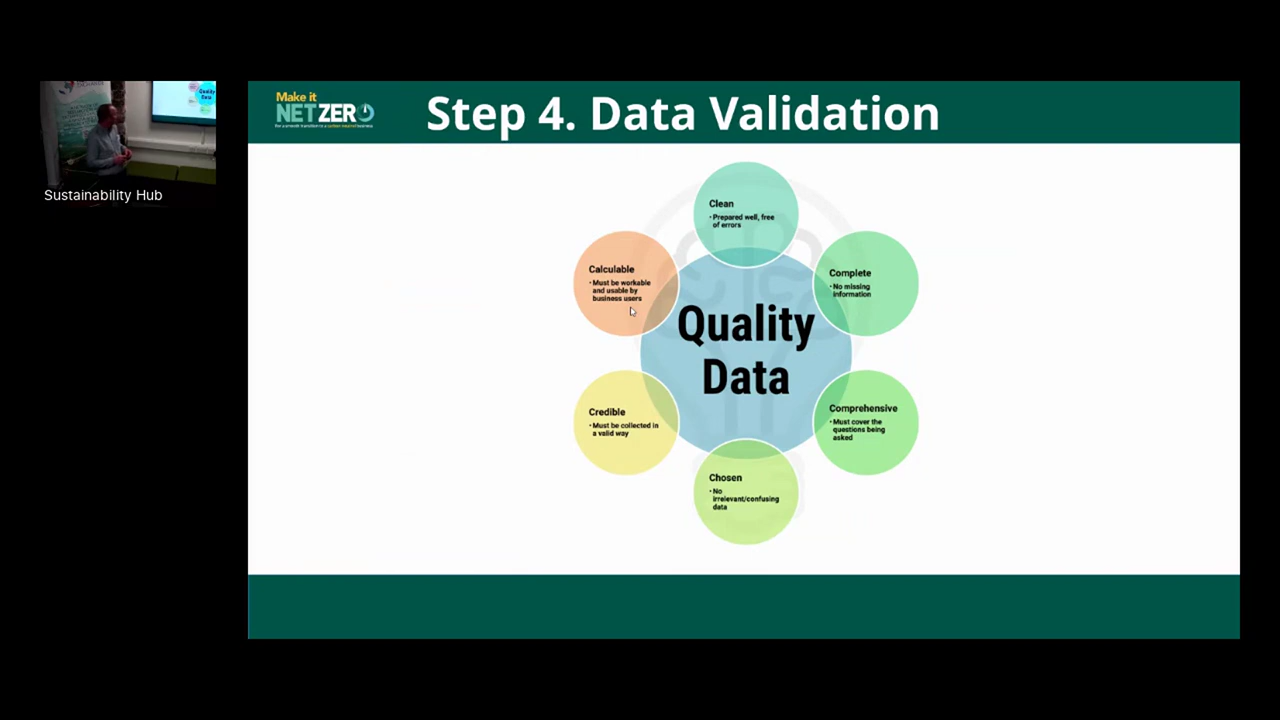 Make it
NET ZERO
Step 4. Data Validation
Sustainability Hub
Clean
• Prepared well, free
of errors
Calculable
• Must be workable
and usable by
business users
Complete
• No missing
information
Quality
Data
Credible
• Must be collected in
a valid way
Comprehensive
• Must cover the
questions being
asked
Chosen
• No
irrelevant/confusing
data
Quality
Data